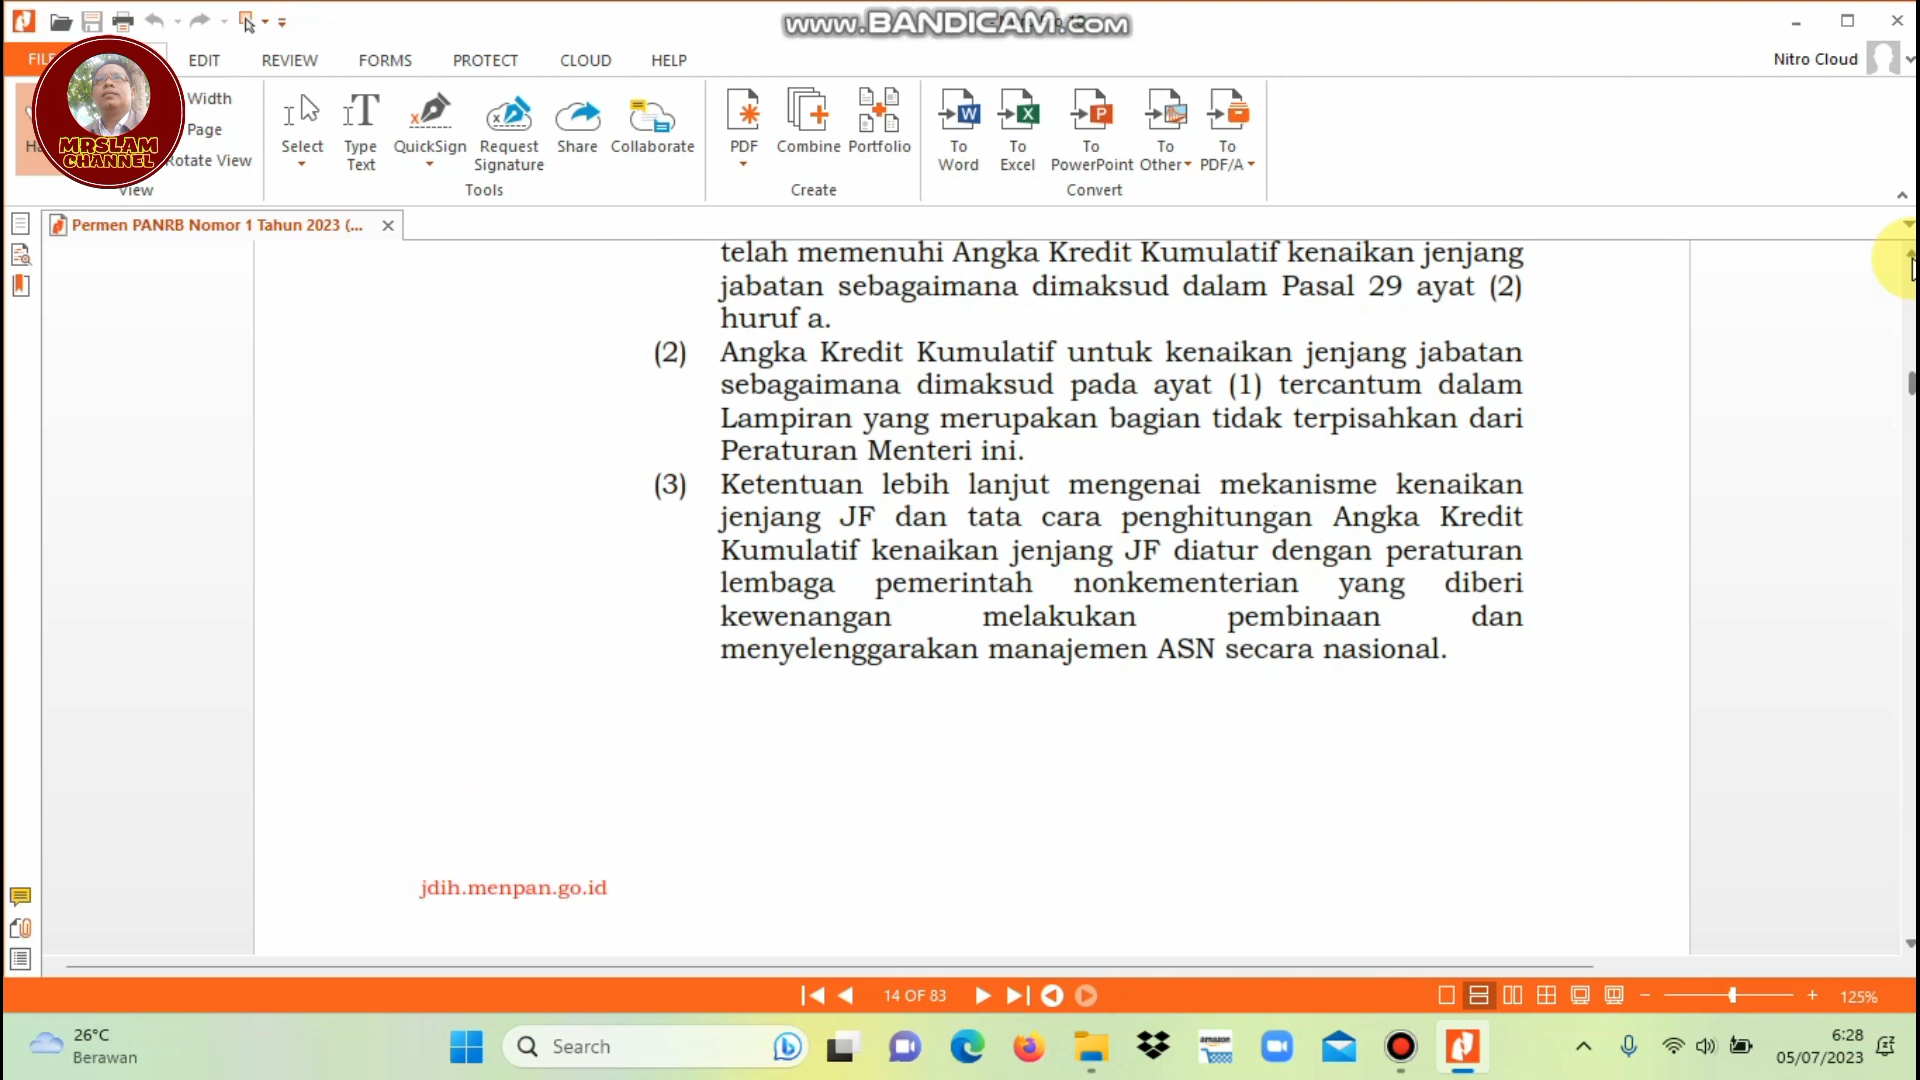 www.BANDICAM.com
FILE
EDIT
REVIEW
FORMS
PROTECT
CLOUD
HELP
Nitro Cloud
MRSLAM
CHANNEL
Width
Page
Rotate View
View
Select
Type
Text
QuickSign
Request
Signature
Share
Collaborate
Tools
PDF
Combine
Portfolio
Create
To
Word
To
Excel
To
PowerPoint
To
Other
To
PDF/A
Convert
Permen PANRB Nomor 1 Tahun 2023 (...
telah memenuhi Angka Kredit Kumulatif kenaikan jenjang
jabatan sebagaimana dimaksud dalam Pasal 29 ayat (2)
huruf a.
(2) Angka Kredit Kumulatif untuk kenaikan jenjang jabatan
sebagaimana dimaksud pada ayat (1) tercantum dalam
Lampiran yang merupakan bagian tidak terpisahkan dari
Peraturan Menteri ini.
(3) Ketentuan lebih lanjut mengenai mekanisme kenaikan
jenjang JF dan tata cara penghitungan Angka Kredit
Kumulatif kenaikan jenjang JF diatur dengan peraturan
lembaga pemerintah nonkementerian yang diberi
kewenangan melakukan pembinaan dan
menyelenggarakan manajemen ASN secara nasional.
jdih.menpan.go.id
14 OF 83
125%
26°C
Berawan
Search
amazon
6:28
05/07/2023